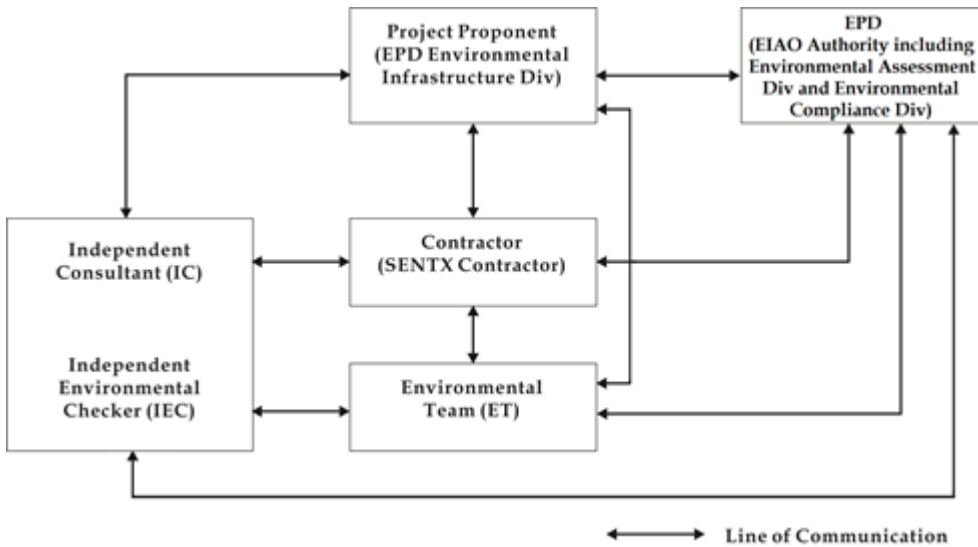 Project Proponent
(EPD Environmental
Infrastructure Div)
EPD
(EIAO Authority including
Environmental Assessment
Div and Environmental
Compliance Div)
Independent
Consultant (IC)
Contractor
(SENTX Contractor)
Independent
Environmental
Checker (IEC)
Environmental
Team (ET)
Line of Communication